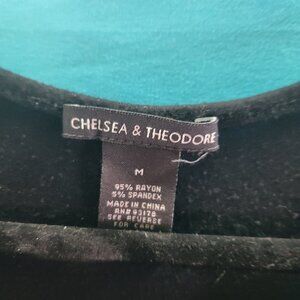 CHELSEA & THEODORE
M
95% RAYON
5% SPANDEX
MADE IN CHINA
RN# 93178
SEE REVERSE
FOR CARE